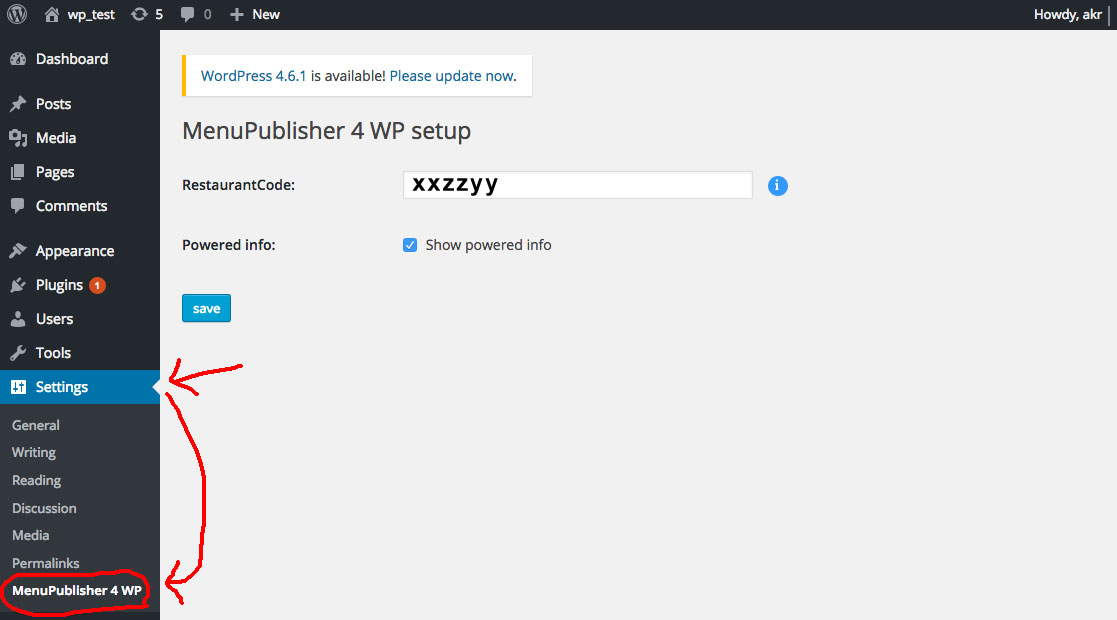 wp_test 5 0 New Howdy, akr
Dashboard
Posts
Media
Pages
Comments
Appearance
Plugins 1
Users
Tools
Settings
General
Writing
Reading
Discussion
Media
Permalinks
MenuPublisher 4 WP
WordPress 4.6.1 is available! Please update now.
MenuPublisher 4 WP setup
RestaurantCode: xxzzyy i
Powered info: Show powered info
save